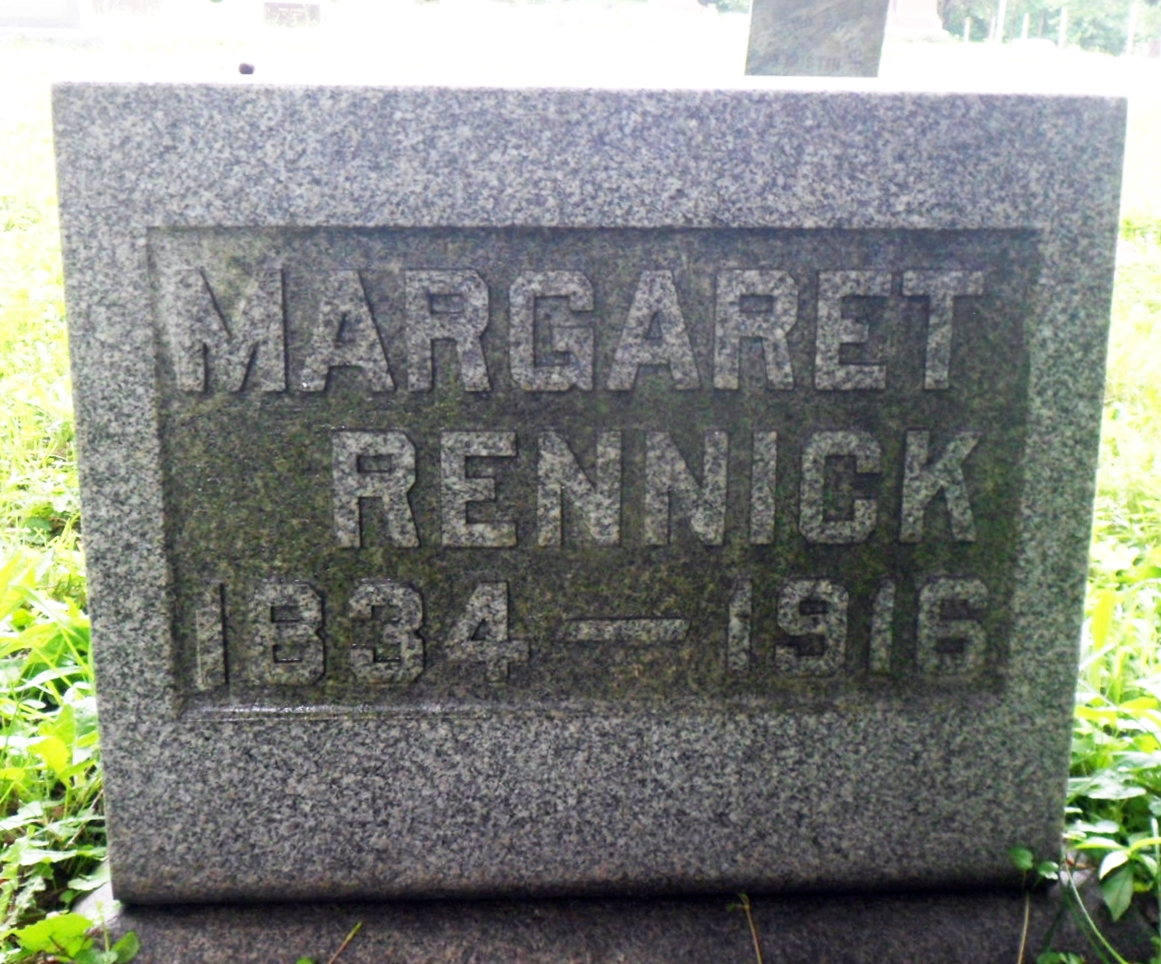 MARGARET
RENNICK
1834 — 1916